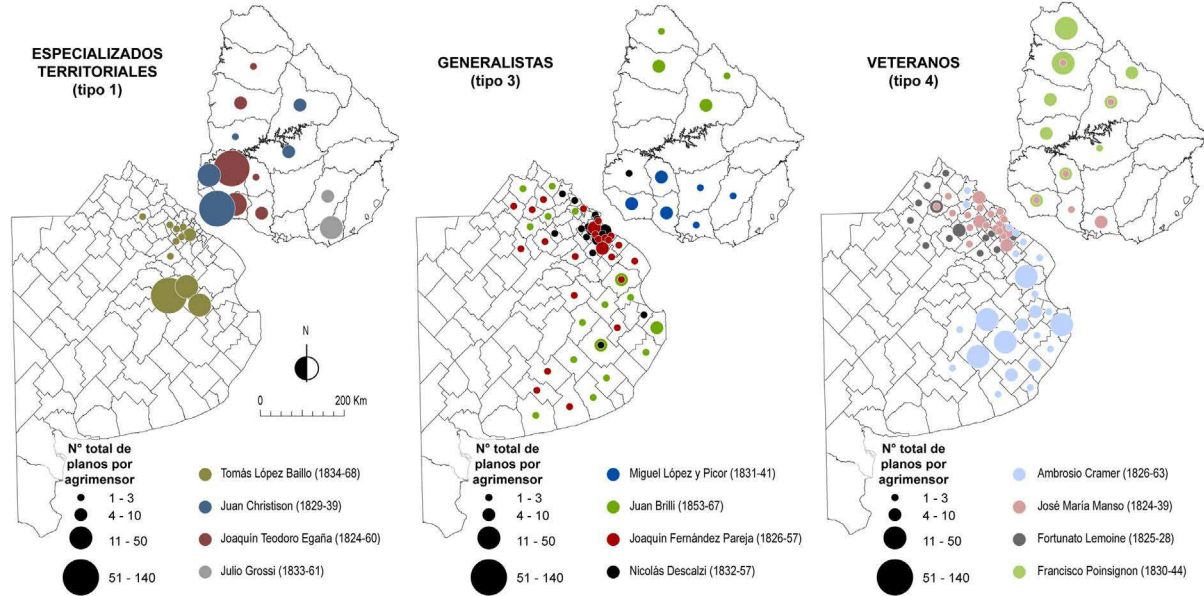 ESPECIALIZADOS
TERRITORIALES
(tipo 1)
N
0 200 Km
N° total de
planos por
agrimensor
1 - 3
4 - 10
11 - 50
51 - 140
Tomás López Baillo (1834-68)
Juan Christison (1829-39)
Joaquín Teodoro Egaña (1824-60)
Julio Grossi (1833-61)
GENERALISTAS
(tipo 3)
N° total de
planos por
agrimensor
1 - 3
4 - 10
11 - 50
51 - 140
Miguel López y Picor (1831-41)
Juan Brilli (1853-67)
Joaquín Fernández Pareja (1826-57)
Nicolás Descalzi (1832-57)
VETERANOS
(tipo 4)
N° total de
planos por
agrimensor
1 - 3
4 - 10
11 - 50
51 - 140
Ambrosio Cramer (1826-63)
José María Manso (1824-39)
Fortunato Lemoine (1825-28)
Francisco Poinsignon (1830-44)